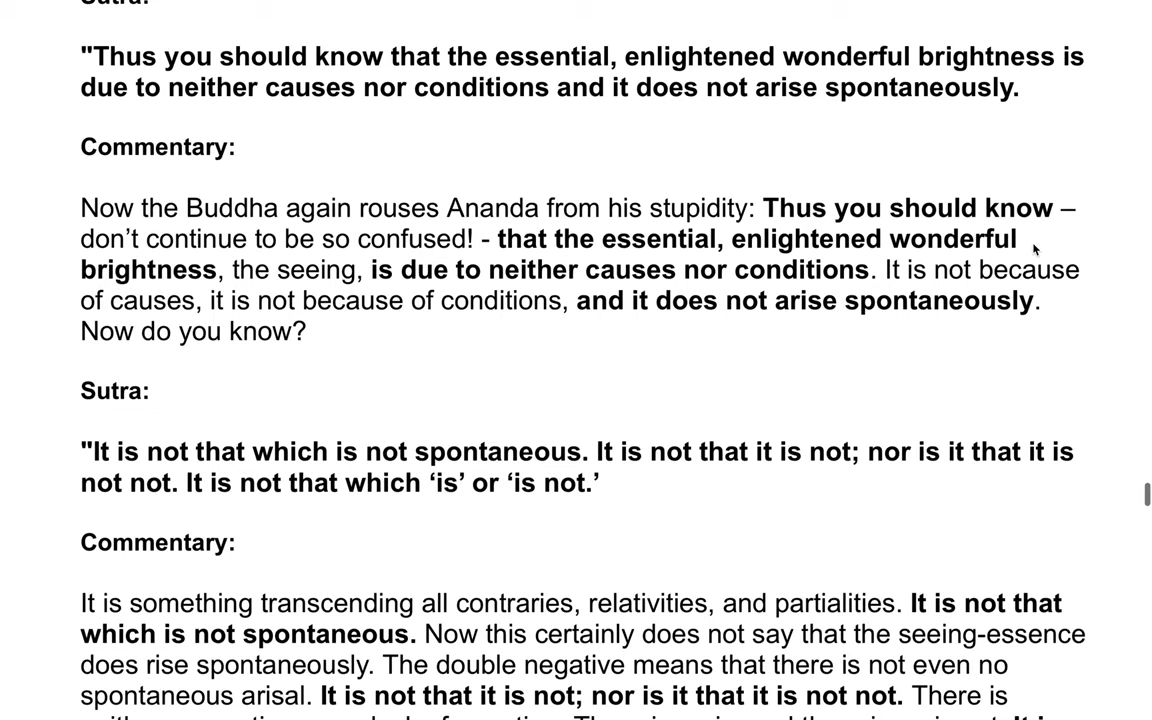 Sutra:
"Thus you should know that the essential, enlightened wonderful brightness is
due to neither causes nor conditions and it does not arise spontaneously.
Commentary:
Now the Buddha again rouses Ananda from his stupidity: Thus you should know –
don’t continue to be so confused! - that the essential, enlightened wonderful
brightness, the seeing, is due to neither causes nor conditions. It is not because
of causes, it is not because of conditions, and it does not arise spontaneously.
Now do you know?
Sutra:
"It is not that which is not spontaneous. It is not that it is not; nor is it that it is
not not. It is not that which ‘is’ or ‘is not.’
Commentary:
It is something transcending all contraries, relativities, and partialities. It is not that
which is not spontaneous. Now this certainly does not say that the seeing-essence
does rise spontaneously. The double negative means that there is not even no
spontaneous arisal. It is not that it is not; nor is it that it is not not. There is